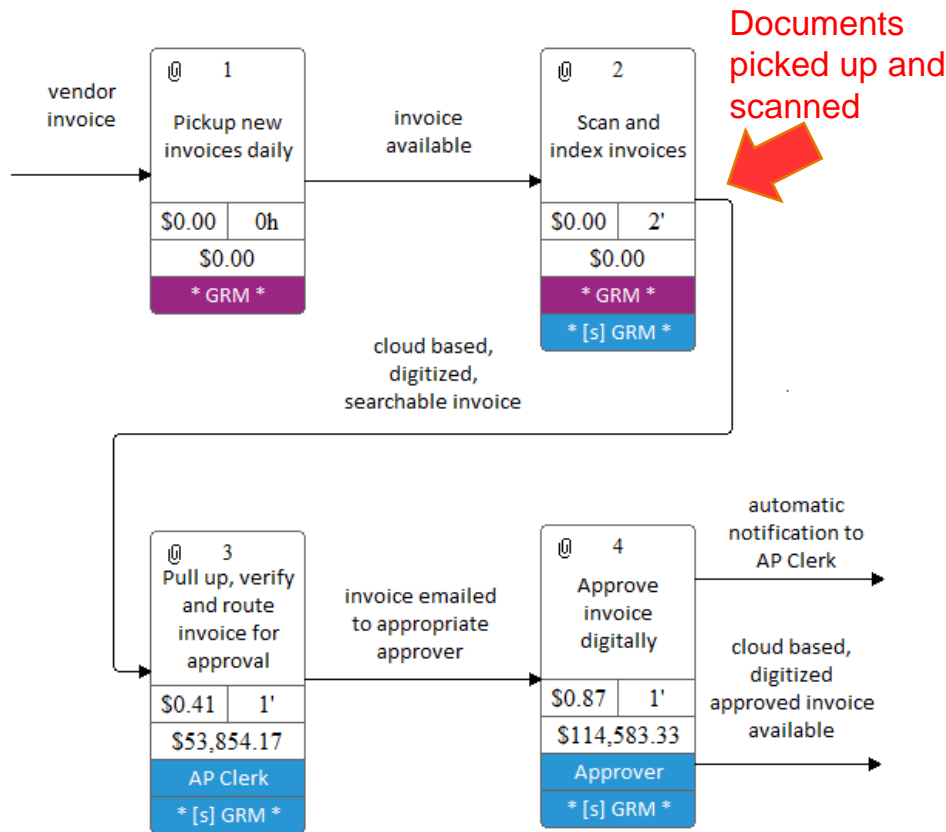 Documents
picked up and
scanned
vendor
invoice
1
Pickup new
invoices daily
$0.00 0h
$0.00
* GRM *
invoice
available
2
Scan and
index invoices
$0.00 2'
$0.00
* GRM *
* [s] GRM *
cloud based,
digitized,
searchable invoice
3
Pull up, verify
and route
invoice for
approval
$0.41 1'
$53,854.17
AP Clerk
* [s] GRM *
invoice emailed
to appropriate
approver
4
Approve
invoice
digitally
$0.87 1'
$114,583.33
Approver
* [s] GRM *
automatic
notification to
AP Clerk
cloud based,
digitized
approved invoice
available